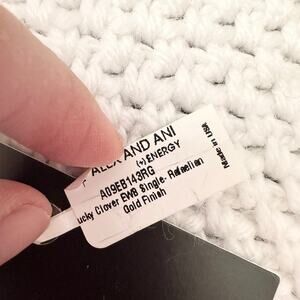 ALEX AND ANI
(+) ENERGY
A09EB143RG
ucky Clover EWB Single- Rafaelian
Gold Finish
Made in USA